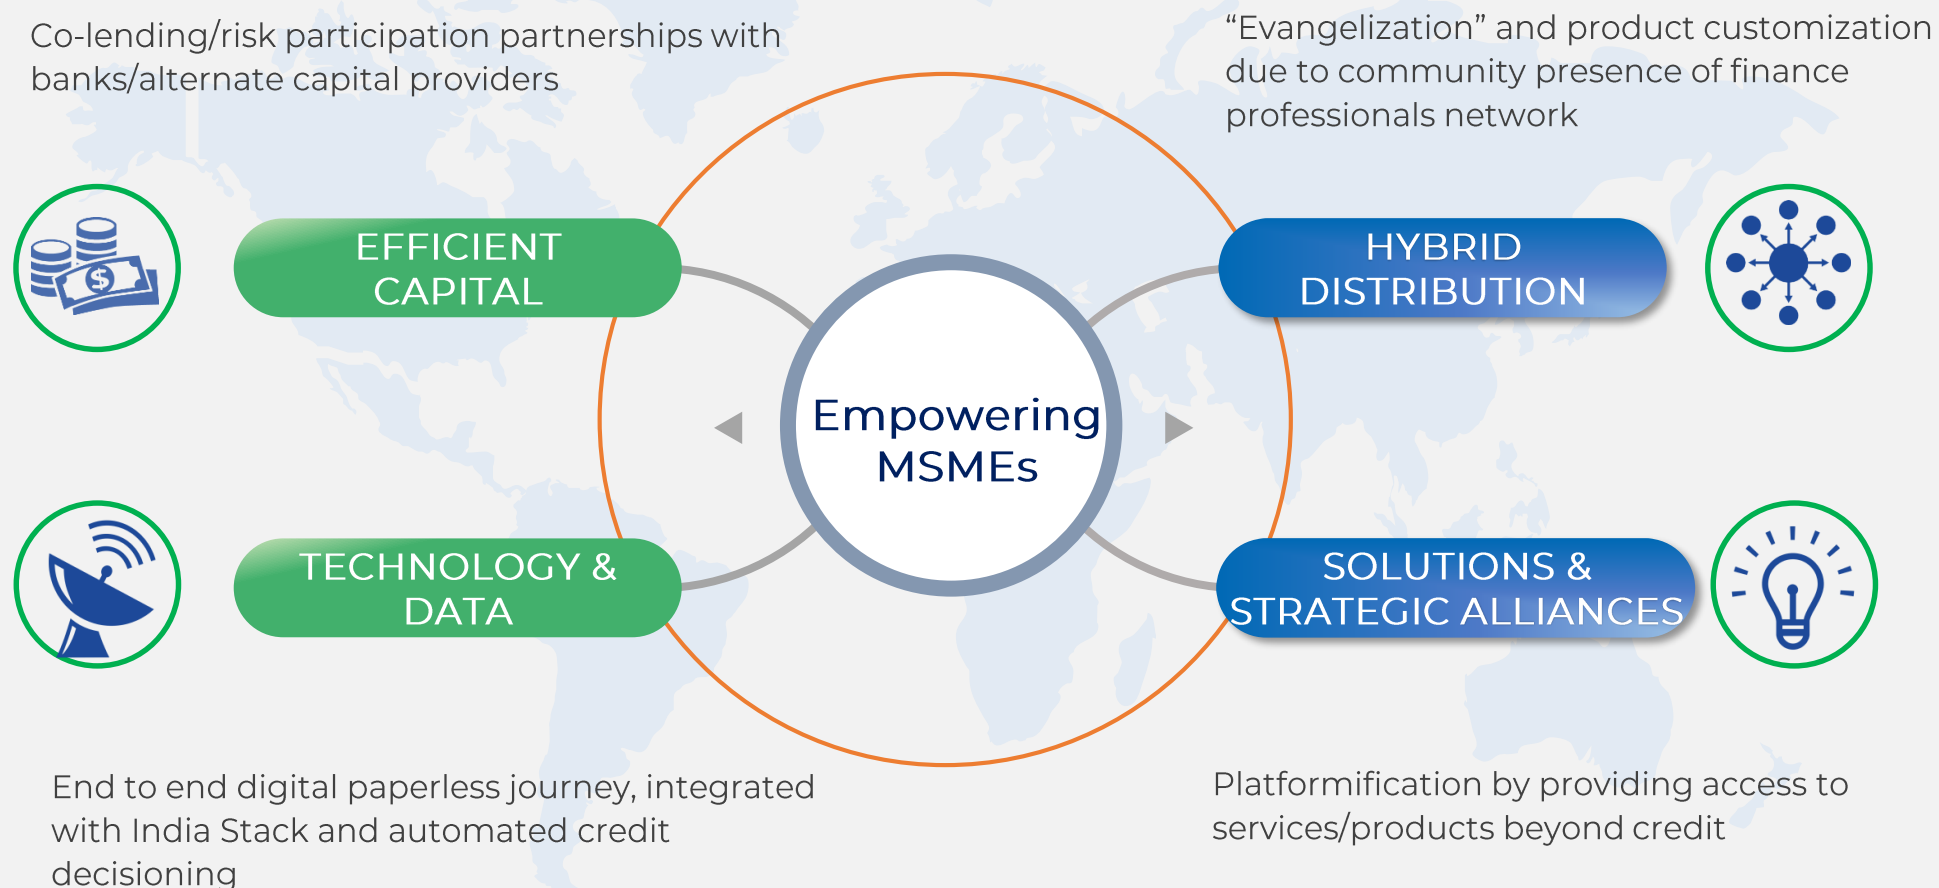 Co-lending/risk participation partnerships with
banks/alternate capital providers
“Evangelization” and product customization
due to community presence of finance
professionals network
EFFICIENT
CAPITAL
HYBRID
DISTRIBUTION
Empowering
MSMEs
TECHNOLOGY &
DATA
SOLUTIONS &
STRATEGIC ALLIANCES
End to end digital paperless journey, integrated
with India Stack and automated credit
decisioning
Platformification by providing access to
services/products beyond credit
$